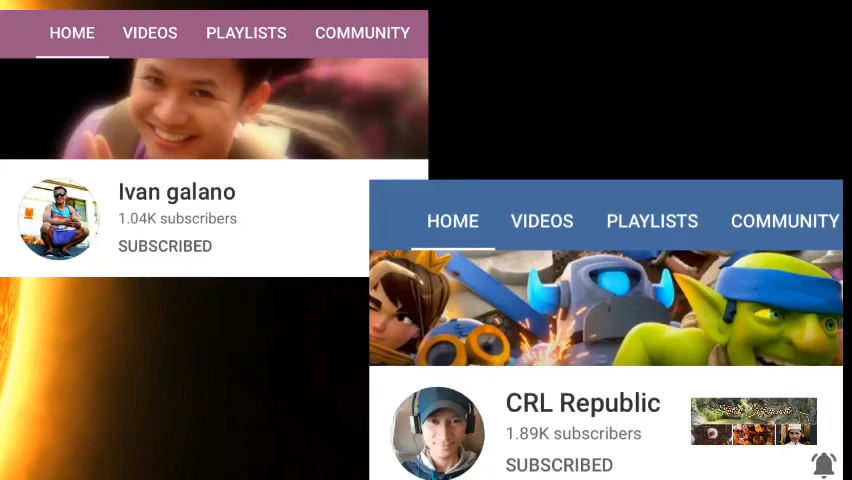 HOME VIDEOS PLAYLISTS COMMUNITY
Ivan galano
1.04K subscribers
SUBSCRIBED
HOME VIDEOS PLAYLISTS COMMUNITY
CRL Republic
1.89K subscribers
SUBSCRIBED